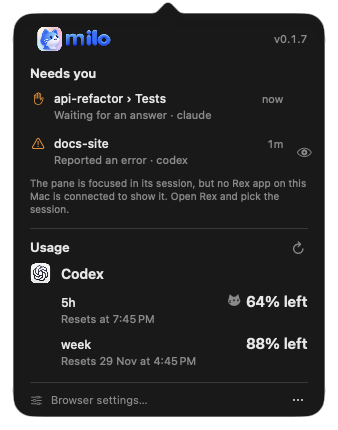 milo
v0.1.7
Needs you
api-refactor › Tests
now
Waiting for an answer · claude
docs-site
1m
Reported an error · codex
The pane is focused in its session, but no Rex app on this
Mac is connected to show it. Open Rex and pick the
session.
Usage
Codex
5h
64% left
Resets at 7:45 PM
week
88% left
Resets 29 Nov at 4:45 PM
Browser settings...